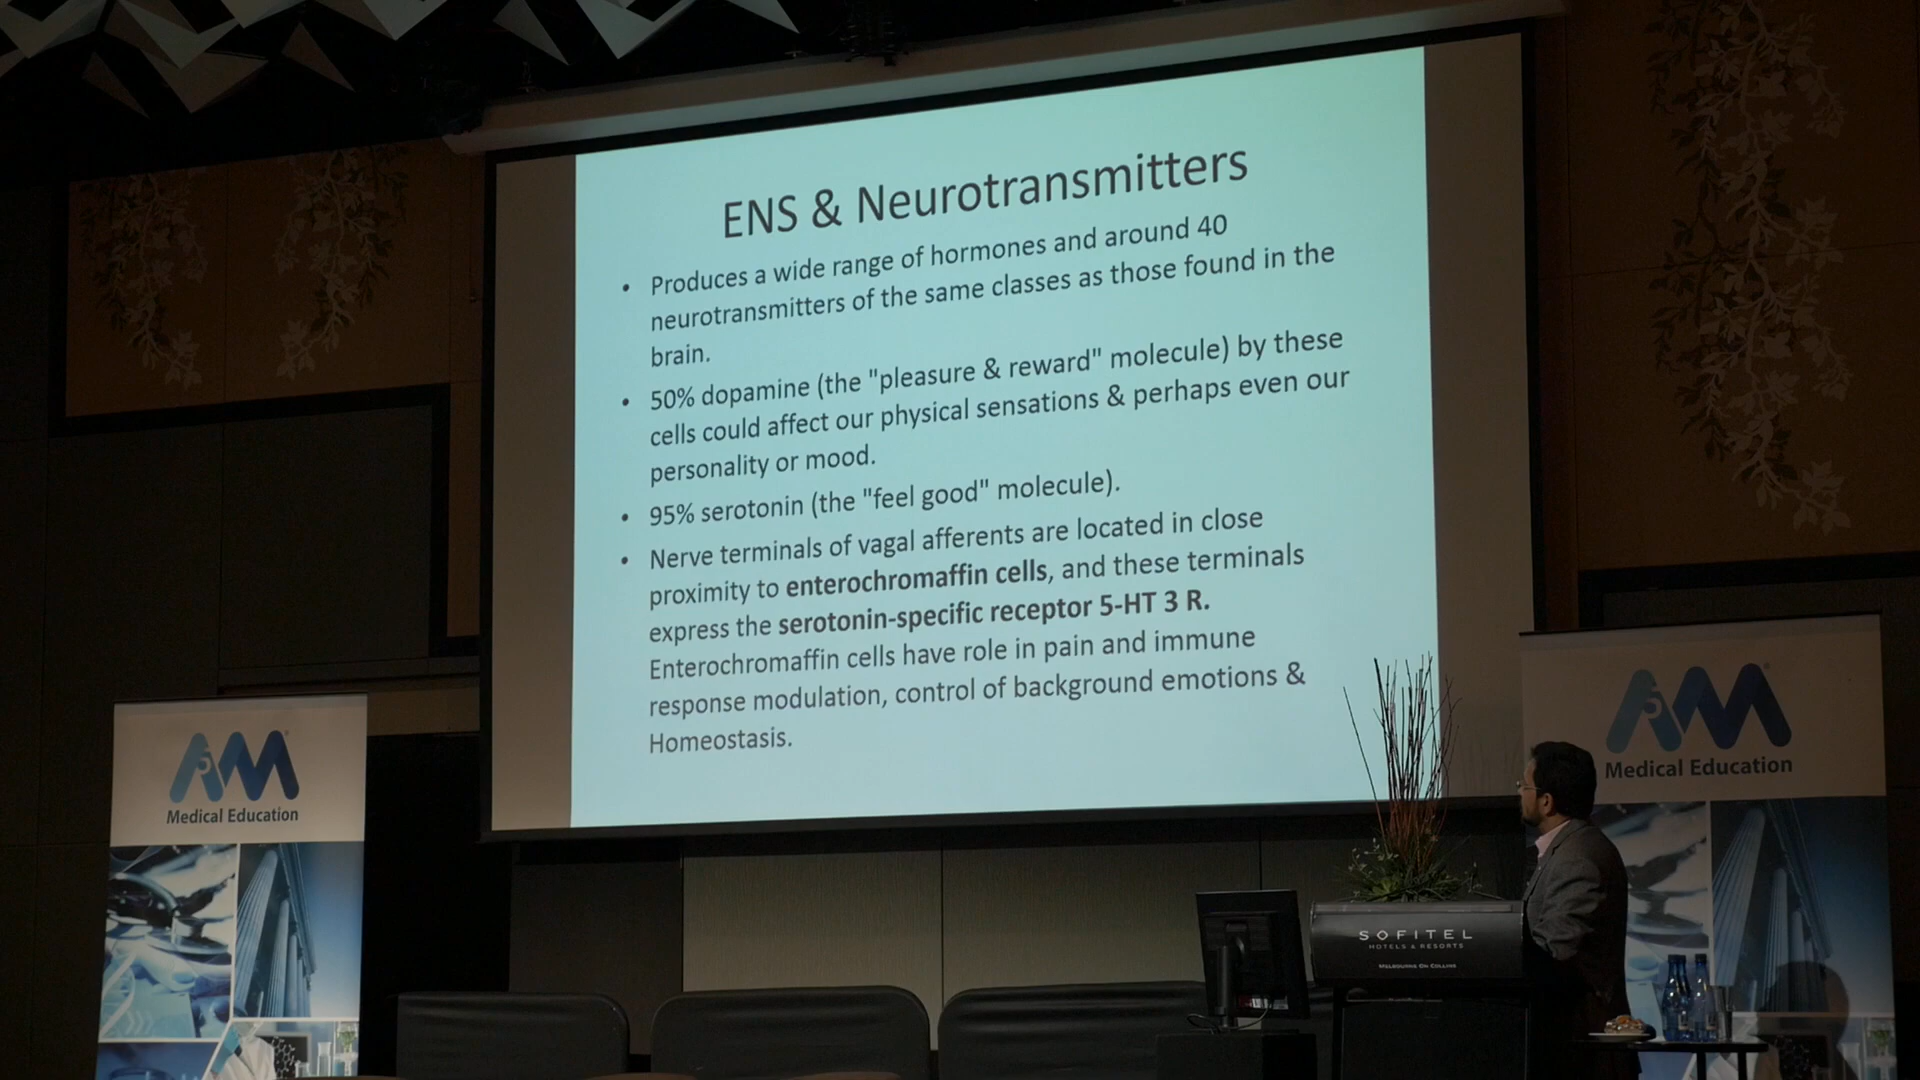 ENS & Neurotransmitters
• Produces a wide range of hormones and around 40
neurotransmitters of the same classes as those found in the
brain.
• 50% dopamine (the "pleasure & reward" molecule) by these
cells could affect our physical sensations & perhaps even our
personality or mood.
• 95% serotonin (the "feel good" molecule).
• Nerve terminals of vagal afferents are located in close
proximity to enterochromaffin cells, and these terminals
express the serotonin-specific receptor 5-HT 3 R.
Enterochromaffin cells have role in pain and immune
response modulation, control of background emotions &
Homeostasis.
A5M
Medical Education
A5M
Medical Education
SOFITEL
HOTELS & RESORTS
MELBOURNE ON COLLINS